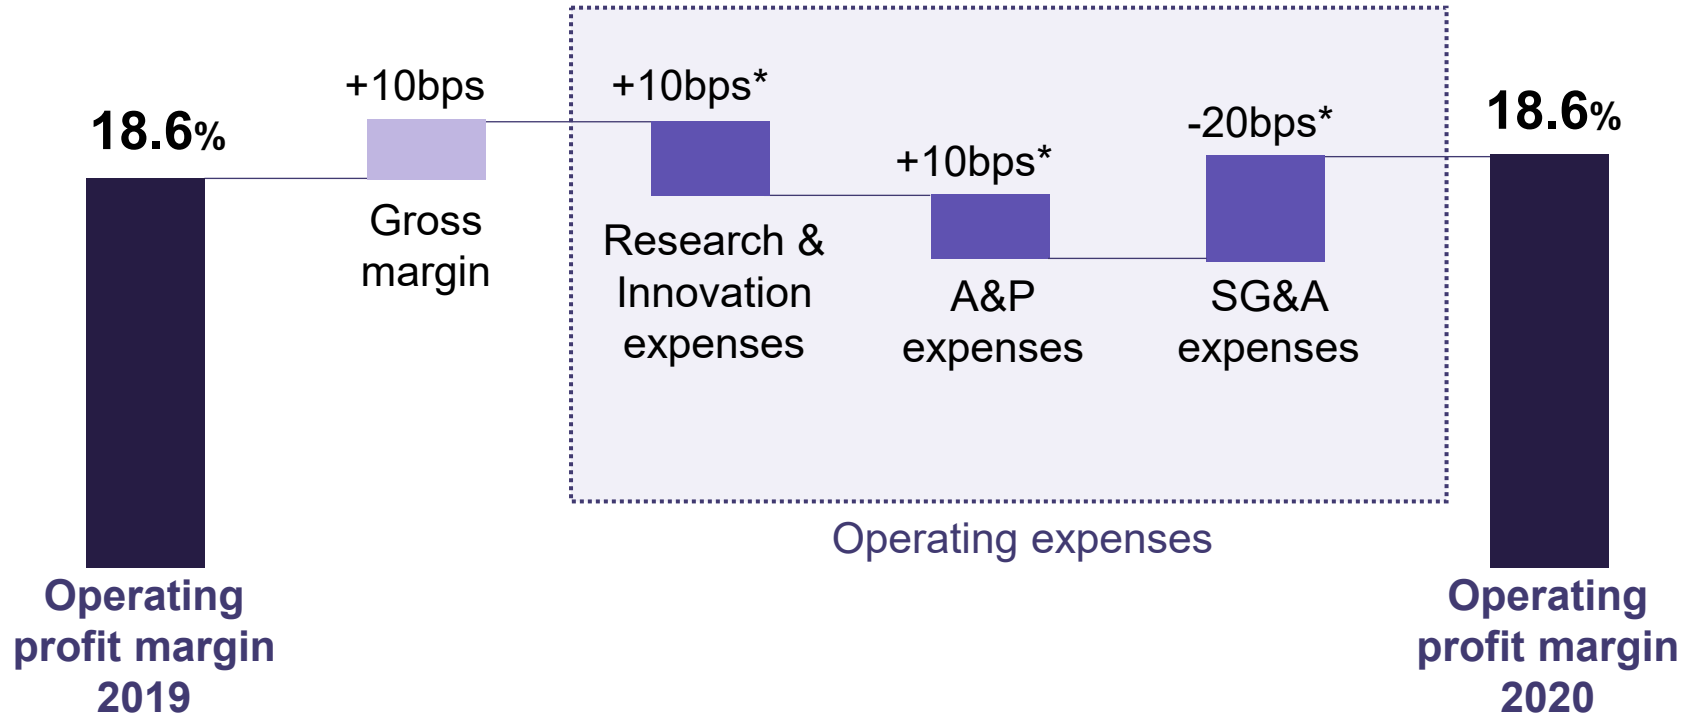 18.6%
Operating
profit margin
2019
+10bps
Gross
margin
+10bps*
Research &
Innovation
expenses
+10bps*
A&P
expenses
-20bps*
SG&A
expenses
Operating expenses
18.6%
Operating
profit margin
2020